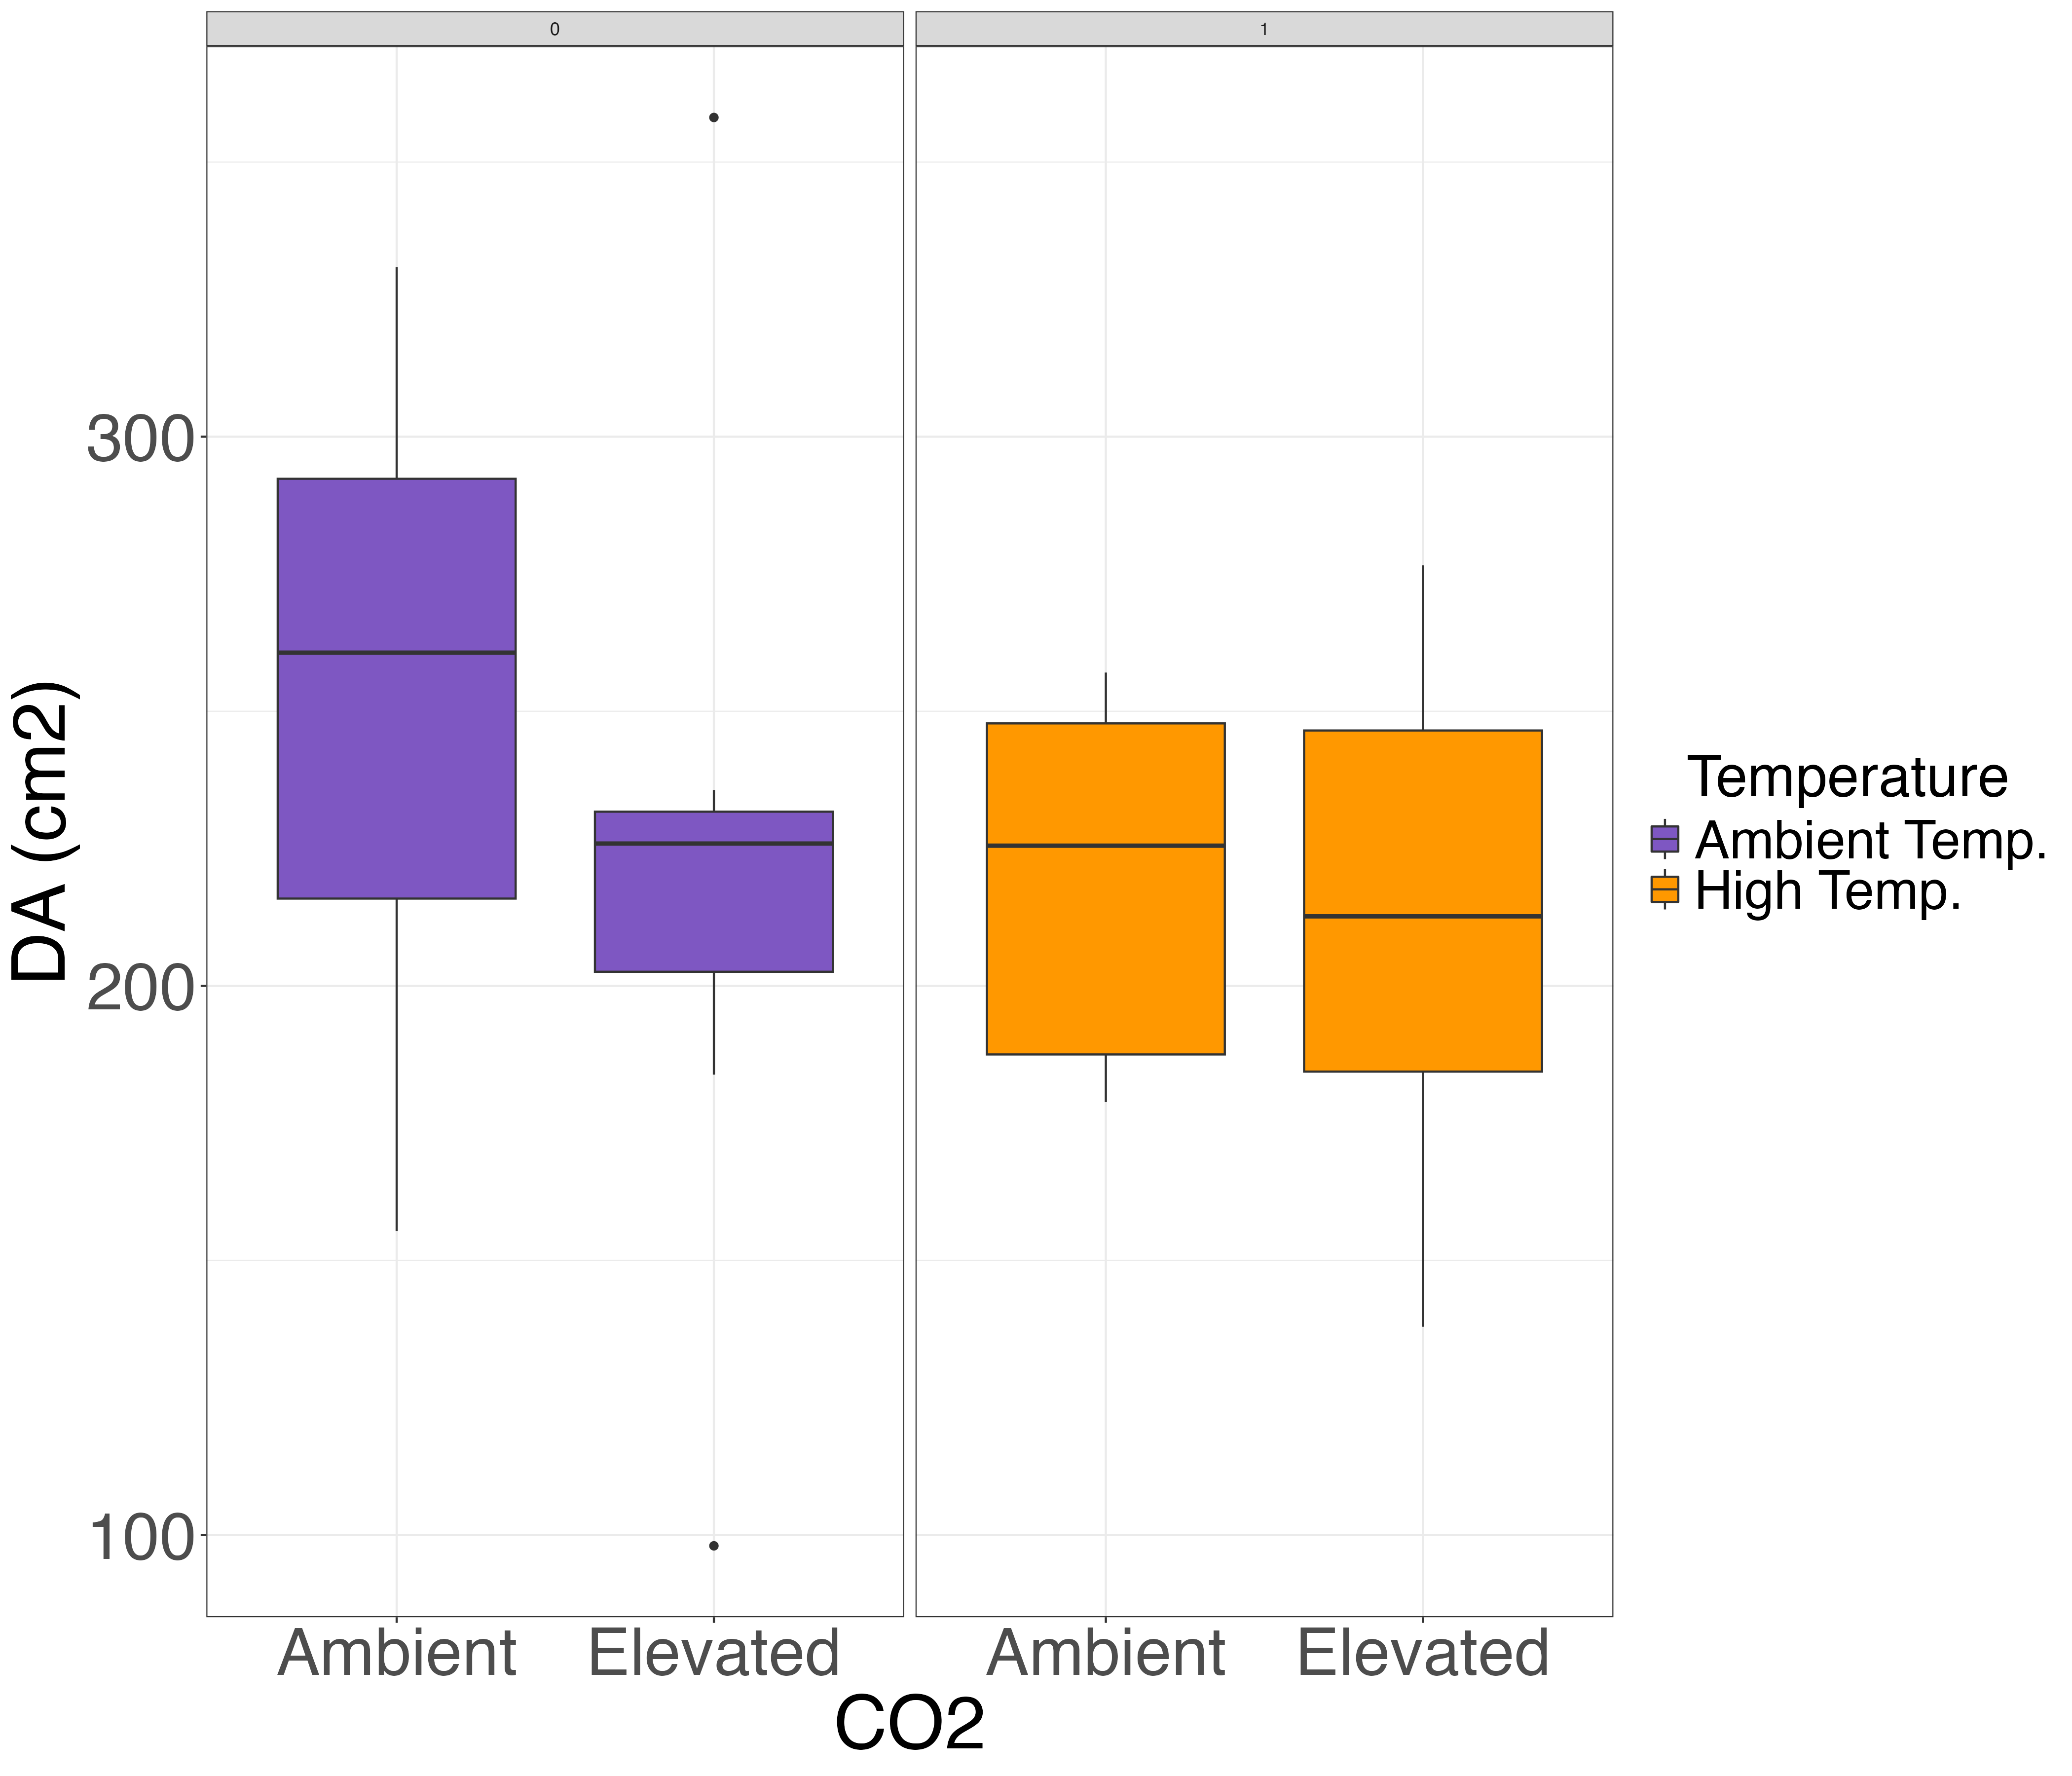 0
1
300
200
100
DA (cm2)
Ambient
Elevated
Ambient
Elevated
CO2
Temperature
Ambient Temp.
High Temp.